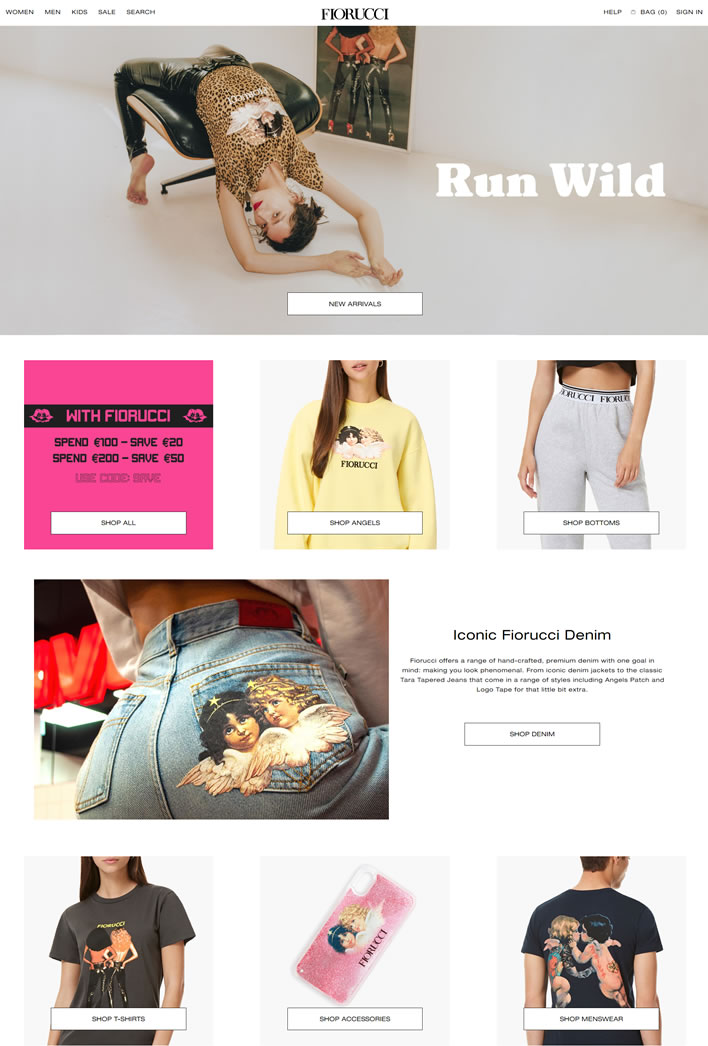 WOMEN MEN KIDS SALE SEARCH FIORUCCI HELP BAG (0) SIGN IN
Run Wild
NEW ARRIVALS
WITH FIORUCCI
SPEND €100 – SAVE €20
SPEND €200 – SAVE €50
USE CODE: SAVE
SHOP ALL
FIORUCCI
SHOP ANGELS
FIORUCCI FIORUCCI
SHOP BOTTOMS
Iconic Fiorucci Denim
Fiorucci offers a range of hand-crafted, premium denim with one goal in
mind: making you look phenomenal. From iconic denim jackets to the classic
Tara Tapered Jeans that come in a range of styles including Angels Patch and
Logo Tape for that little bit extra.
SHOP DENIM
FIORUCCI
SHOP T-SHIRTS
FIORUCCI
SHOP ACCESSORIES
SHOP MENSWEAR